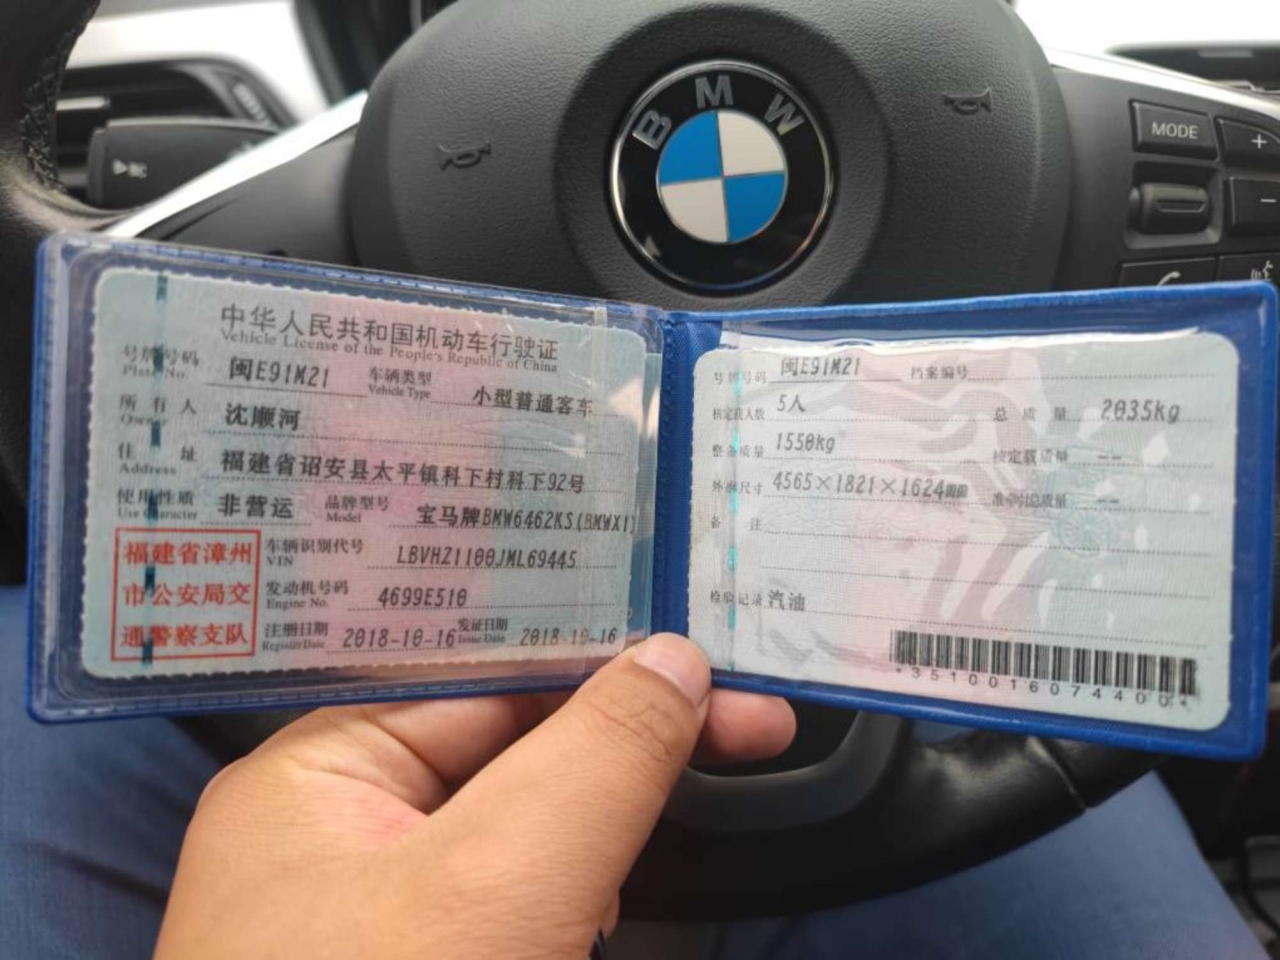 BMW
MODE
+
−
中华人民共和国机动车行驶证
Vehicle License of the People's Republic of China
号牌号码 闽E91M21 车辆类型 小型普通客车
Plate No. Vehicle Type
所有人 沈顺河
Owner
住址 福建省诏安县太平镇科下村科下92号
Address
使用性质 非营运 品牌型号 宝马牌BMW6462KS(BMWX1)
Use Character Model
福建省漳州
市公安局交
通警察支队
车辆识别代号 LBVHZ1100JML69445
VIN
发动机号码 4699E510
Engine No.
注册日期 2018-10-16 发证日期 2018-10-16
Register Date Issue Date
号牌号码 闽E91M21 档案编号
核定载人数 5人 总质量 2035kg
整备质量 1550kg 核定载质量 --
外廓尺寸 4565×1821×1624mm 准牵引总质量 --
备注
检验记录 汽油
*3510016074400*